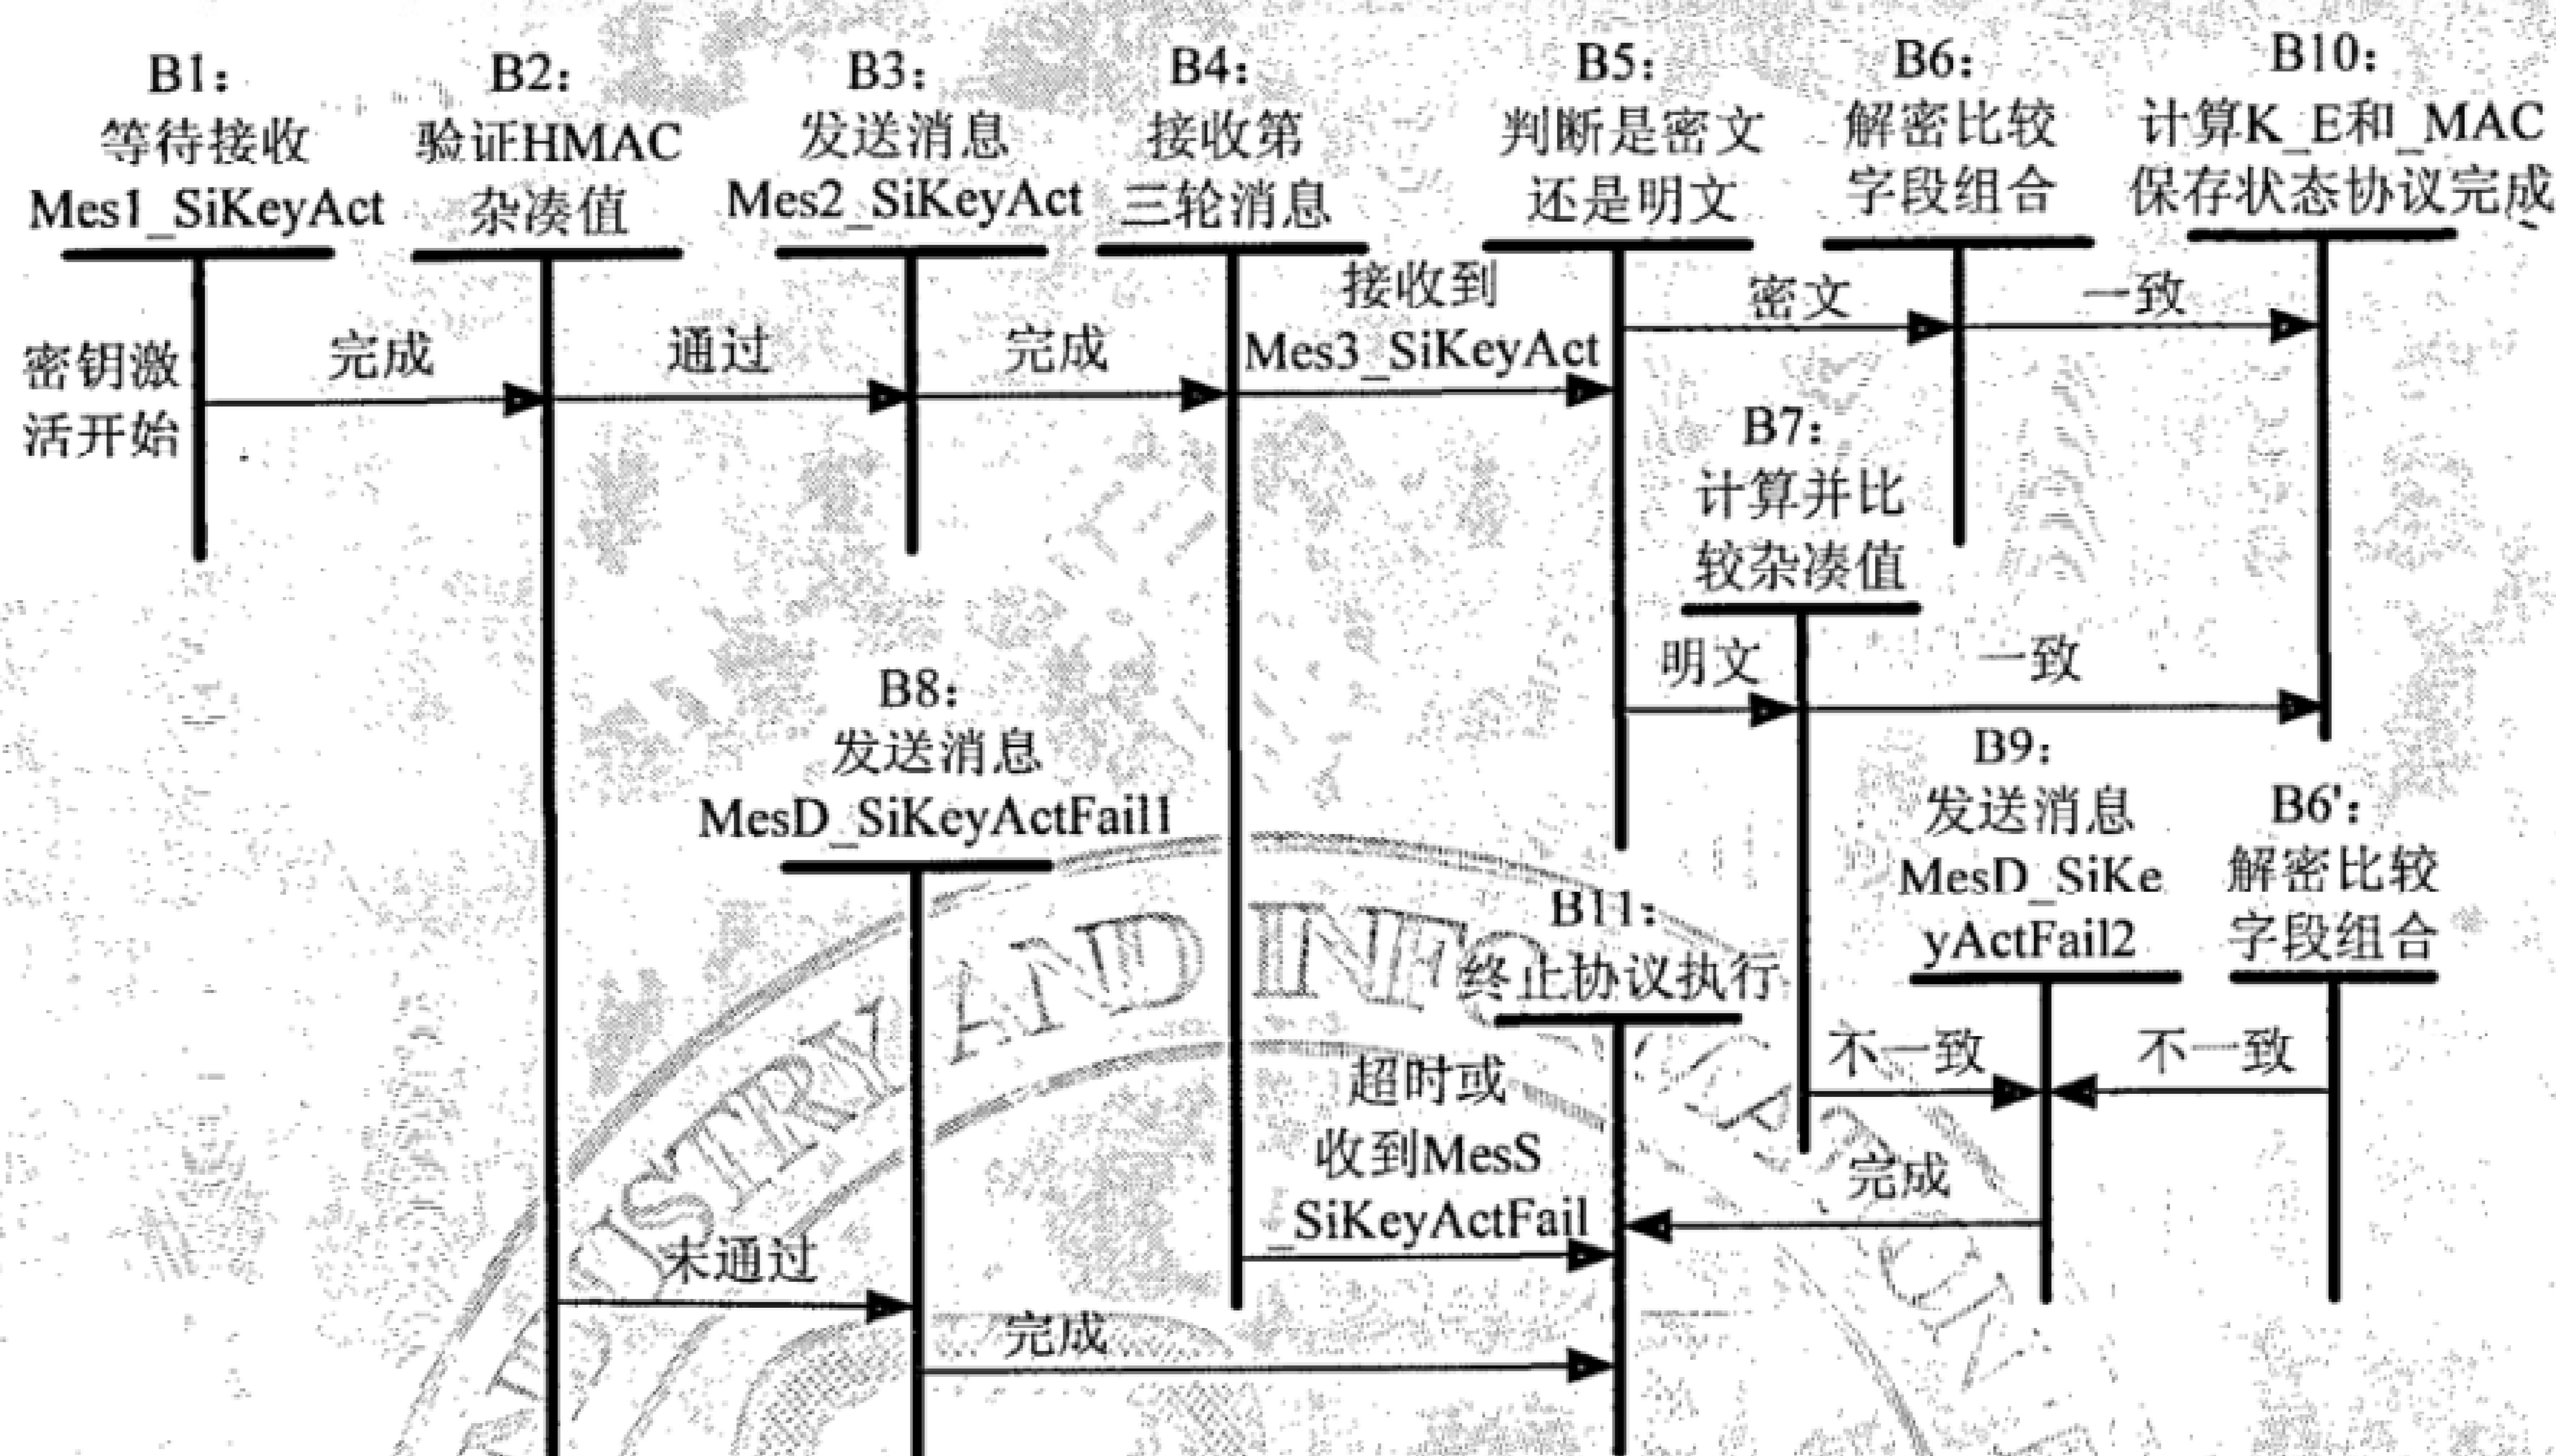 B1:
等待接收
Mes1_SiKeyAct
B2:
验证HMAC
杂凑值
B3:
发送消息
Mes2_SiKeyAct
B4:
接收第
三轮消息
B5:
判断是密文
还是明文
B6:
解密比较
字段组合
B10:
计算K_E和_MAC
保存状态协议完成
密钥激
活开始
完成
通过
完成
接收到
Mes3_SiKeyAct
密文
一致
B7:
计算并比
较杂凑值
明文
一致
B8:
发送消息
MesD_SiKeyActFail1
B9:
发送消息
MesD_SiKe
yActFail2
B6':
解密比较
字段组合
B11:
终止协议执行
不一致
不一致
超时或
收到MesS
_SiKeyActFail
完成
未通过
完成
ISTRY AND INFO